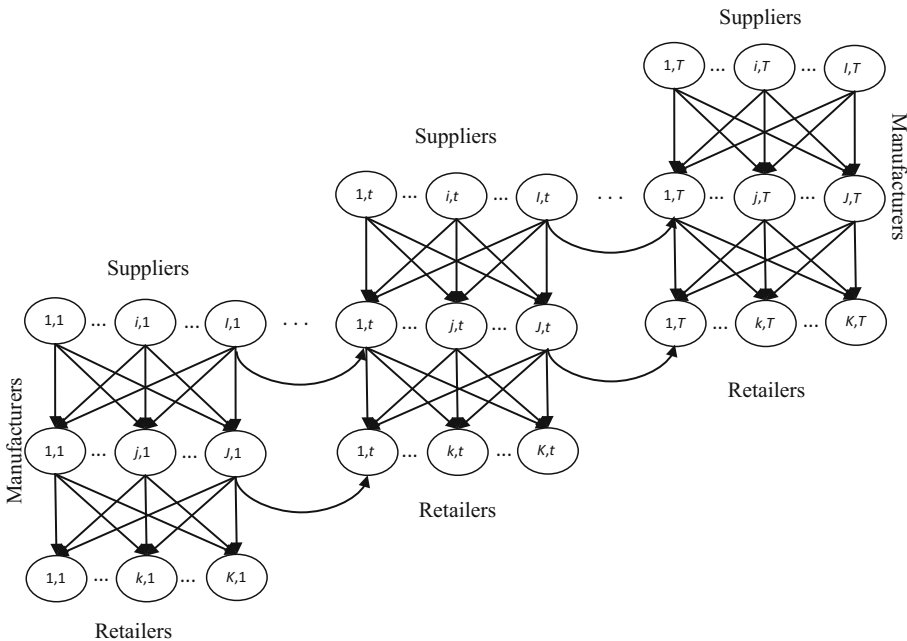 Suppliers
1,T ... i,T ... I,T
Manufacturers
Suppliers
1,t ... i,t ... I,t . . . 1,T ... j,T ... J,T
Suppliers
1,1 ... i,1 ... I,1 . . . 1,t ... j,t ... J,t 1,T ... k,T ... K,T
Retailers
Manufacturers
1,1 ... j,1 ... J,1 1,t ... k,t ... K,t
Retailers
1,1 ... k,1 ... K,1
Retailers